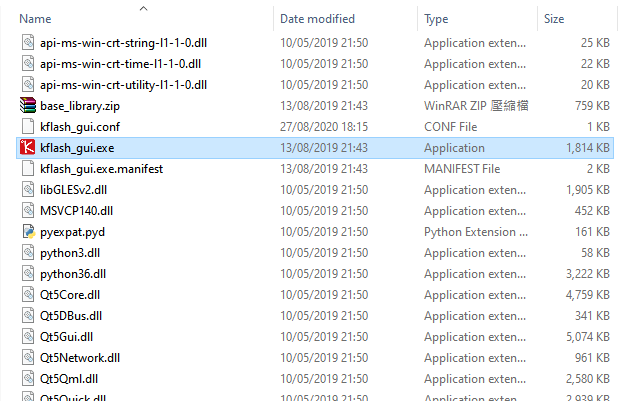 Name Date modified Type Size
api-ms-win-crt-string-l1-1-0.dll 10/05/2019 21:50 Application exten... 25 KB
api-ms-win-crt-time-l1-1-0.dll 10/05/2019 21:50 Application exten... 22 KB
api-ms-win-crt-utility-l1-1-0.dll 10/05/2019 21:50 Application exten... 20 KB
base_library.zip 13/08/2019 21:43 WinRAR ZIP 壓縮檔 759 KB
kflash_gui.conf 27/08/2020 18:15 CONF File 1 KB
kflash_gui.exe 13/08/2019 21:43 Application 1,814 KB
kflash_gui.exe.manifest 13/08/2019 21:43 MANIFEST File 2 KB
libGLESv2.dll 10/05/2019 21:50 Application exten... 1,905 KB
MSVCP140.dll 10/05/2019 21:50 Application exten... 452 KB
pyexpat.pyd 10/05/2019 21:50 Python Extension ... 161 KB
python3.dll 10/05/2019 21:50 Application exten... 58 KB
python36.dll 10/05/2019 21:50 Application exten... 3,222 KB
Qt5Core.dll 10/05/2019 21:50 Application exten... 4,759 KB
Qt5DBus.dll 10/05/2019 21:50 Application exten... 341 KB
Qt5Gui.dll 10/05/2019 21:50 Application exten... 5,074 KB
Qt5Network.dll 10/05/2019 21:50 Application exten... 961 KB
Qt5Qml.dll 10/05/2019 21:50 Application exten... 2,580 KB
Qt5Quick.dll 10/05/2019 21:50 Application exten... 2,939 KB